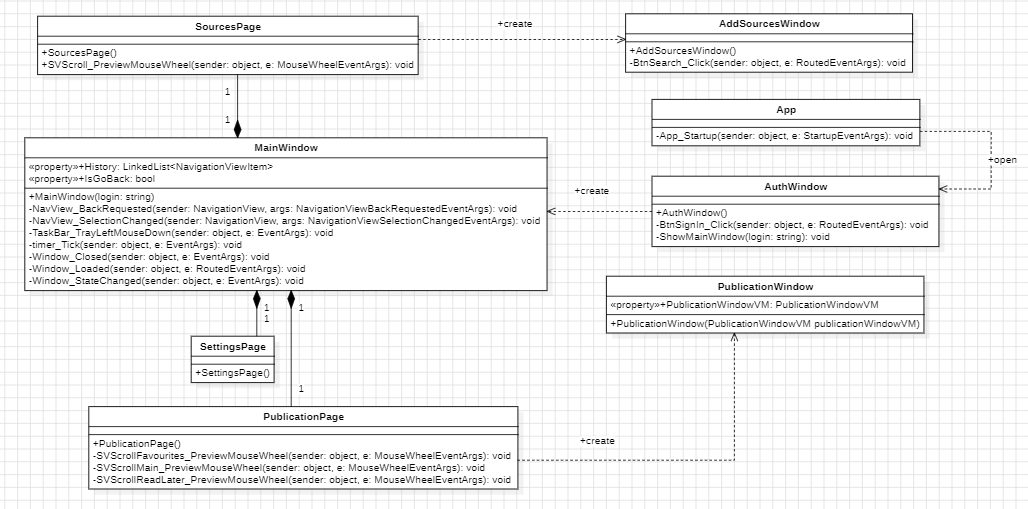 SourcesPage
+SourcesPage()
+SVScroll_PreviewMouseWheel(sender: object, e: MouseWheelEventArgs): void
+create
AddSourcesWindow
+AddSourcesWindow()
-BtnSearch_Click(sender: object, e: RoutedEventArgs): void
1
1
App
-App_Startup(sender: object, e: StartupEventArgs): void
+open
MainWindow
«property»+History: LinkedList<NavigationViewItem>
«property»+IsGoBack: bool
+MainWindow(login: string)
-NavView_BackRequested(sender: NavigationView, args: NavigationViewBackRequestedEventArgs): void
-NavView_SelectionChanged(sender: NavigationView, args: NavigationViewSelectionChangedEventArgs): void
-TaskBar_TrayLeftMouseDown(sender: object, e: EventArgs): void
-timer_Tick(sender: object, e: EventArgs): void
-Window_Closed(sender: object, e: EventArgs): void
-Window_Loaded(sender: object, e: RoutedEventArgs): void
-Window_StateChanged(sender: object, e: EventArgs): void
+create
AuthWindow
+AuthWindow()
-BtnSignIn_Click(sender: object, e: RoutedEventArgs): void
-ShowMainWindow(login: string): void
PublicationWindow
«property»+PublicationWindowVM: PublicationWindowVM
+PublicationWindow(PublicationWindowVM publicationWindowVM)
1
1
1
SettingsPage
+SettingsPage()
1
PublicationPage
+PublicationPage()
-SVScrollFavourites_PreviewMouseWheel(sender: object, e: MouseWheelEventArgs): void
-SVScrollMain_PreviewMouseWheel(sender: object, e: MouseWheelEventArgs): void
-SVScrollReadLater_PreviewMouseWheel(sender: object, e: MouseWheelEventArgs): void
+create